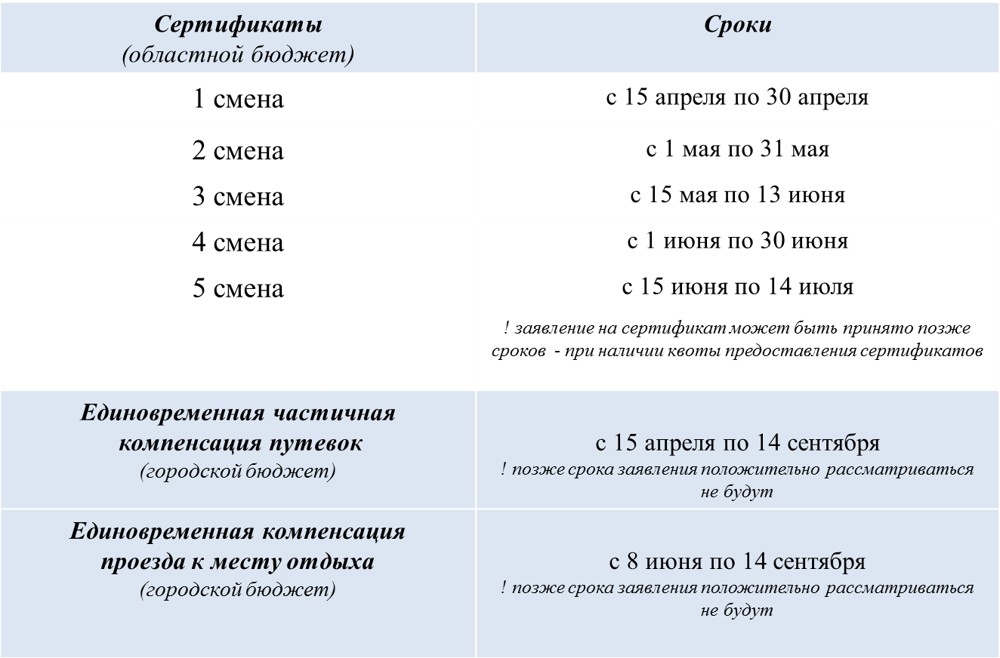 Сертификаты
(областной бюджет)
Сроки
1 смена
с 15 апреля по 30 апреля
2 смена
с 1 мая по 31 мая
3 смена
с 15 мая по 13 июня
4 смена
с 1 июня по 30 июня
5 смена
с 15 июня по 14 июля
! заявление на сертификат может быть принято позже
сроков - при наличии квоты предоставления сертификатов
Единовременная частичная
компенсация путевок
(городской бюджет)
с 15 апреля по 14 сентября
! позже срока заявления положительно рассматриваться
не будут
Единовременная компенсация
проезда к месту отдыха
(городской бюджет)
с 8 июня по 14 сентября
! позже срока заявления положительно рассматриваться
не будут